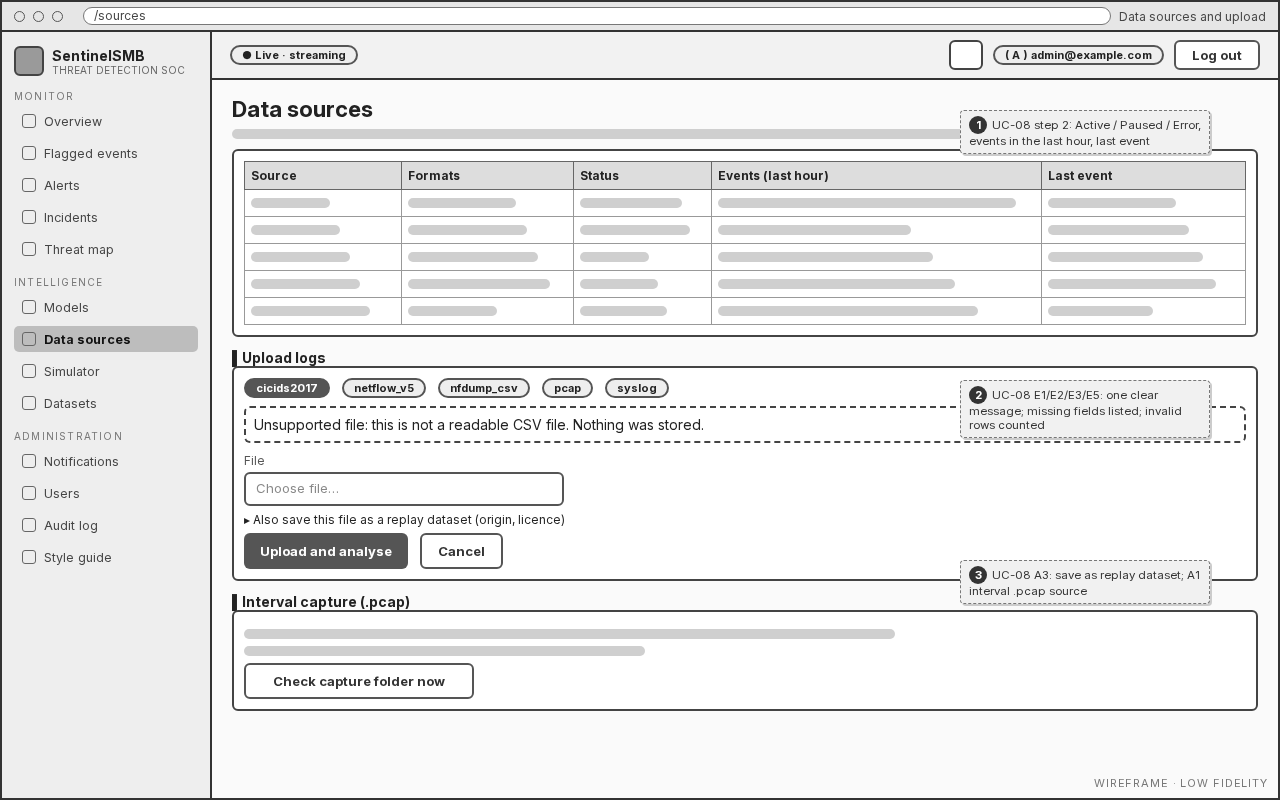 /sources
Data sources and upload
SentinelSMB
THREAT DETECTION SOC
MONITOR
Overview
Flagged events
Alerts
Incidents
Threat map
INTELLIGENCE
Models
Data sources
Simulator
Datasets
ADMINISTRATION
Notifications
Users
Audit log
Style guide
● Live · streaming
( A ) admin@example.com
Log out
Data sources
1 UC-08 step 2: Active / Paused / Error,
events in the last hour, last event
Source Formats Status Events (last hour) Last event
Upload logs
cicids2017 netflow_v5 nfdump_csv pcap syslog
2 UC-08 E1/E2/E3/E5: one clear
message; missing fields listed; invalid
rows counted
Unsupported file: this is not a readable CSV file. Nothing was stored.
File
Choose file…
▸ Also save this file as a replay dataset (origin, licence)
Upload and analyse Cancel
3 UC-08 A3: save as replay dataset; A1
interval .pcap source
Interval capture (.pcap)
Check capture folder now
WIREFRAME · LOW FIDELITY